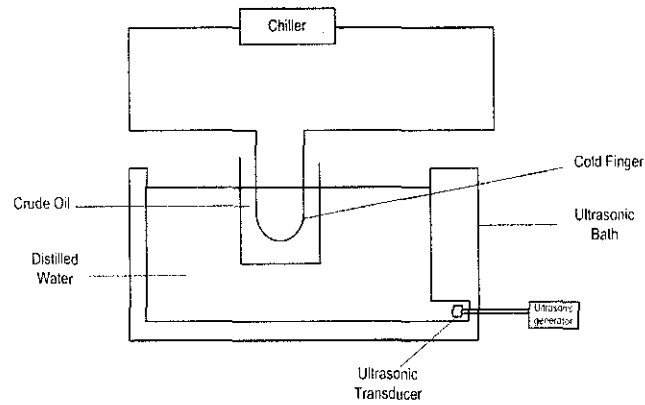 Chiller
Cold Finger
Crude Oil
Ultrasonic
Bath
Distilled
Water
Ultrasonic
generator
Ultrasonic
Transducer